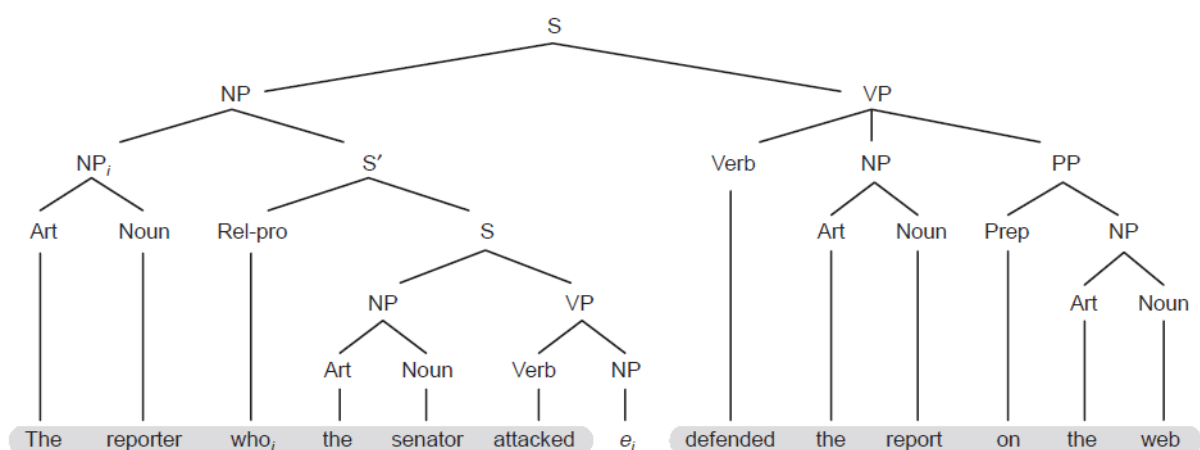 S
NP VP
NPi S′ Verb NP PP
Art Noun Rel-pro S Art Noun Prep NP
NP VP Art Noun
Art Noun Verb NP
The reporter whoi the senator attacked ei defended the report on the web